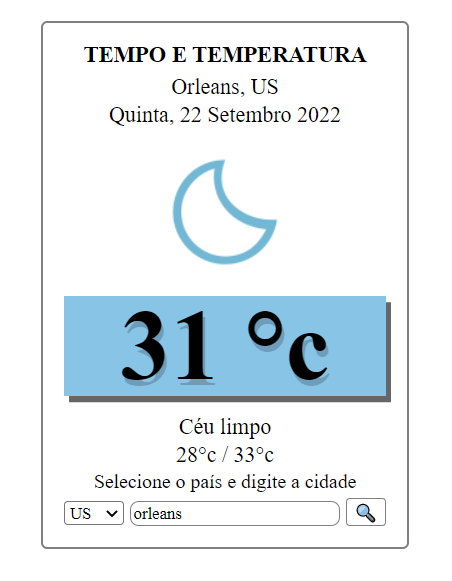 TEMPO E TEMPERATURA
Orleans, US
Quinta, 22 Setembro 2022
31 °c
Céu limpo
28°c / 33°c
Selecione o país e digite a cidade
US orleans